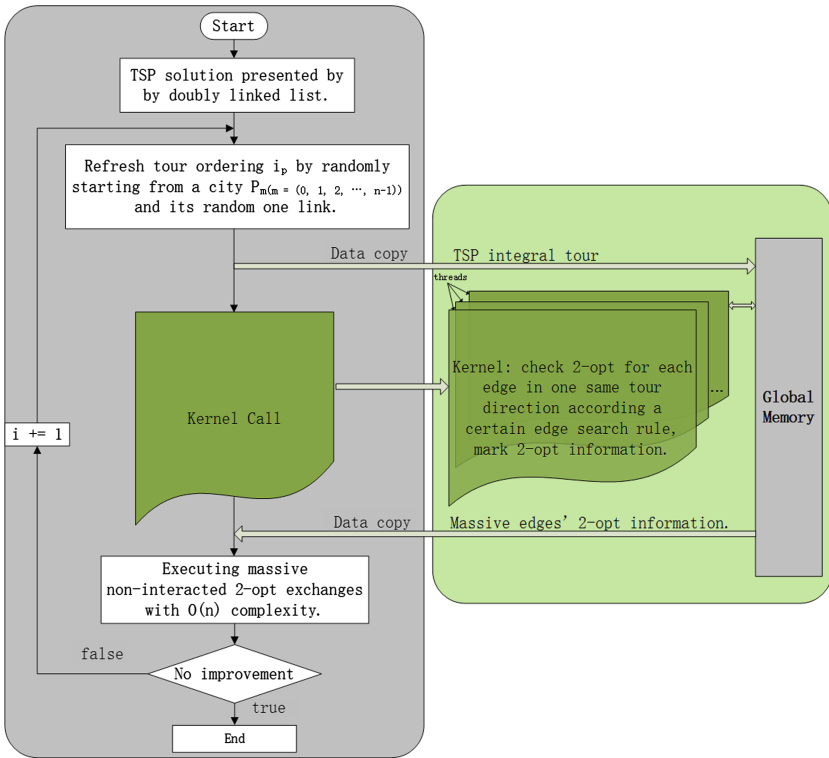 Start
TSP solution presented by
by doubly linked list.
Refresh tour ordering iₚ by randomly
starting from a city Pm(m = (0, 1, 2, …, n-1))
and its random one link.
Data copy
TSP integral tour
threads
Kernel Call
Kernel: check 2-opt for each
edge in one same tour
direction according a
certain edge search rule,
mark 2-opt information.
...
Global
Memory
i += 1
Data copy
Massive edges' 2-opt information.
Executing massive
non-interacted 2-opt exchanges
with O(n) complexity.
false
No improvement
true
End